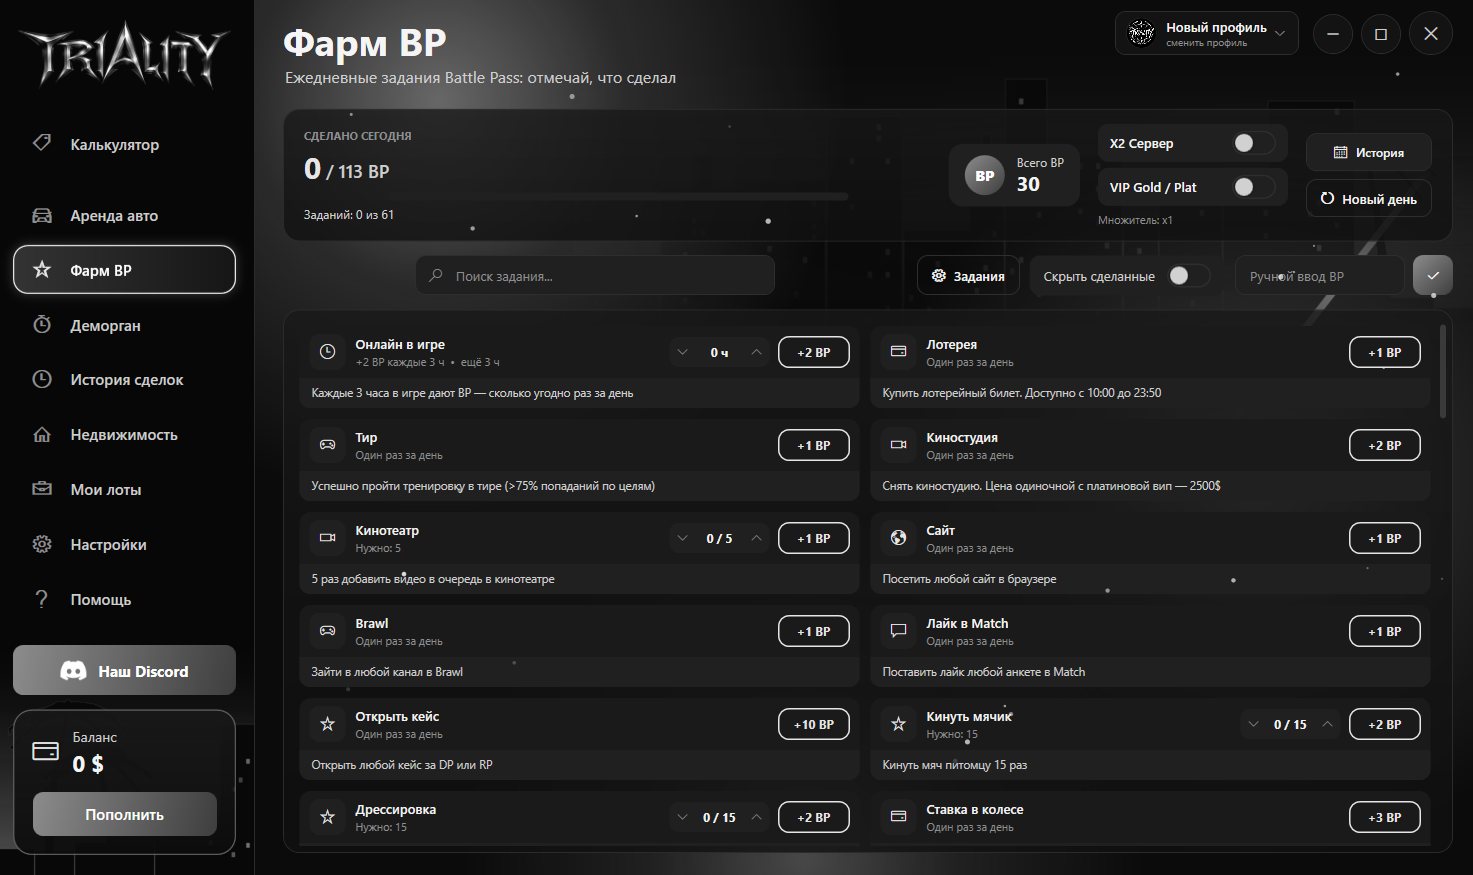 TRIALITY
Калькулятор
Аренда авто
Фарм BP
Деморган
История сделок
Недвижимость
Мои лоты
Настройки
Помощь
Наш Discord
Баланс
0 $
Пополнить
Фарм BP
Ежедневные задания Battle Pass: отмечай, что сделал
Новый профиль
сменить профиль
СДЕЛАНО СЕГОДНЯ
0 / 113 BP
Заданий: 0 из 61
BP
Всего BP
30
X2 Сервер
VIP Gold / Plat
Множитель: x1
История
Новый день
Поиск задания...
Задания
Скрыть сделанные
Ручной ввод BP
Онлайн в игре
+2 BP каждые 3 ч • ещё 3 ч
0 ч
+2 BP
Каждые 3 часа в игре дают BP — сколько угодно раз за день
Лотерея
Один раз за день
+1 BP
Купить лотерейный билет. Доступно с 10:00 до 23:50
Тир
Один раз за день
+1 BP
Успешно пройти тренировку в тире (>75% попаданий по целям)
Киностудия
Один раз за день
+2 BP
Снять киностудию. Цена одиночной с платиновой вип — 2500$
Кинотеатр
Нужно: 5
0 / 5
+1 BP
5 раз добавить видео в очередь в кинотеатре
Сайт
Один раз за день
+1 BP
Посетить любой сайт в браузере
Brawl
Один раз за день
+1 BP
Зайти в любой канал в Brawl
Лайк в Match
Один раз за день
+1 BP
Поставить лайк любой анкете в Match
Открыть кейс
Один раз за день
+10 BP
Открыть любой кейс за DP или RP
Кинуть мячик
Нужно: 15
0 / 15
+2 BP
Кинуть мяч питомцу 15 раз
Дрессировка
Нужно: 15
0 / 15
+2 BP
Ставка в колесе
Один раз за день
+3 BP